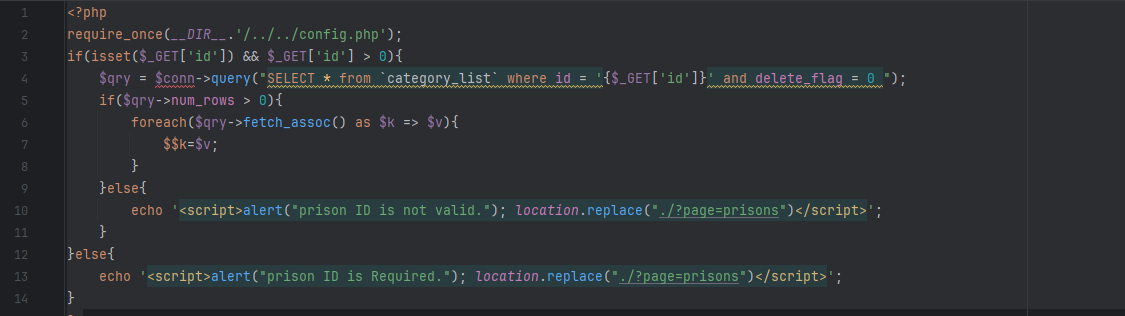 1 <?php
2 require_once(__DIR__.'/../../config.php');
3 if(isset($_GET['id']) && $_GET['id'] > 0){
4     $qry = $conn->query("SELECT * from `category_list` where id = '{$_GET['id']}' and delete_flag = 0 ");
5     if($qry->num_rows > 0){
6         foreach($qry->fetch_assoc() as $k => $v){
7             $$k=$v;
8         }
9     }else{
10         echo '<script>alert("prison ID is not valid."); location.replace("./?page=prisons")</script>';
11     }
12 }else{
13     echo '<script>alert("prison ID is Required."); location.replace("./?page=prisons")</script>';
14 }